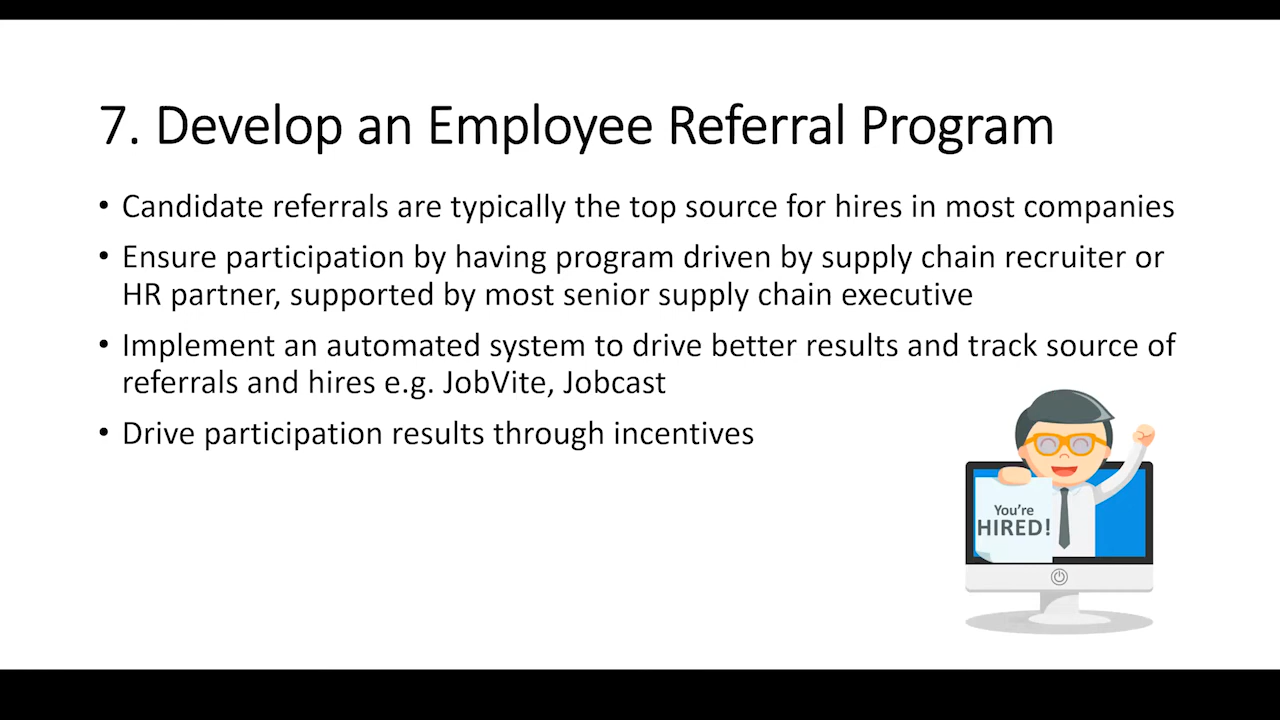 7. Develop an Employee Referral Program
• Candidate referrals are typically the top source for hires in most companies
• Ensure participation by having program driven by supply chain recruiter or
HR partner, supported by most senior supply chain executive
• Implement an automated system to drive better results and track source of
referrals and hires e.g. JobVite, Jobcast
• Drive participation results through incentives
You're
HIRED!